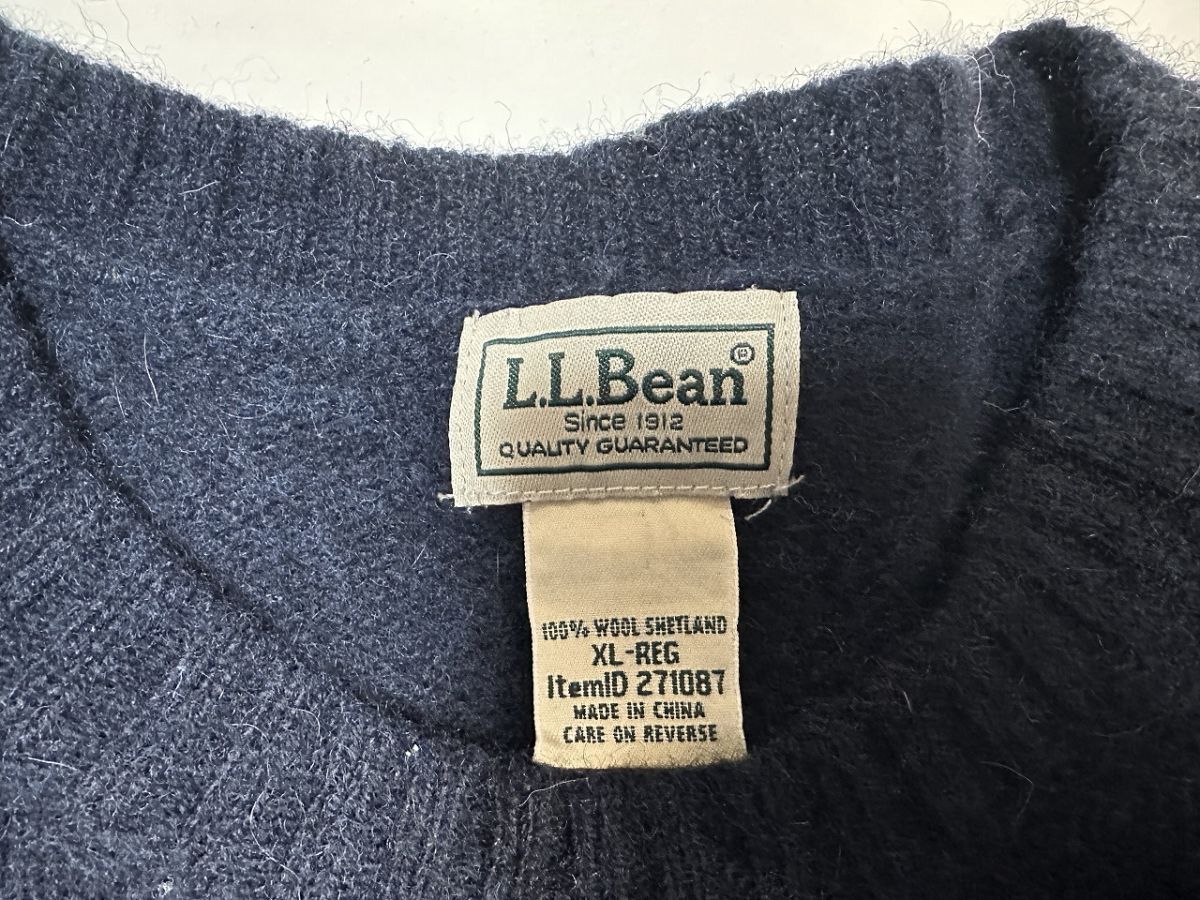 L.L.Bean®
Since 1912
QUALITY GUARANTEED
100% WOOL SHETLAND
XL-REG
ItemID 271087
MADE IN CHINA
CARE ON REVERSE